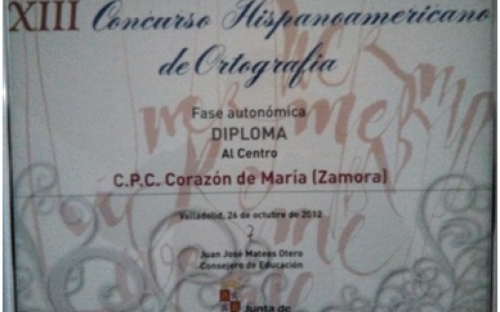 XIII Concurso Hispanoamericano
de Ortografía
Fase autonómica
DIPLOMA
Al Centro
C.P.C. Corazón de María (Zamora)
Valladolid, 26 de octubre de 2012
Juan José Mateos Otero
Consejero de Educación
Junta de